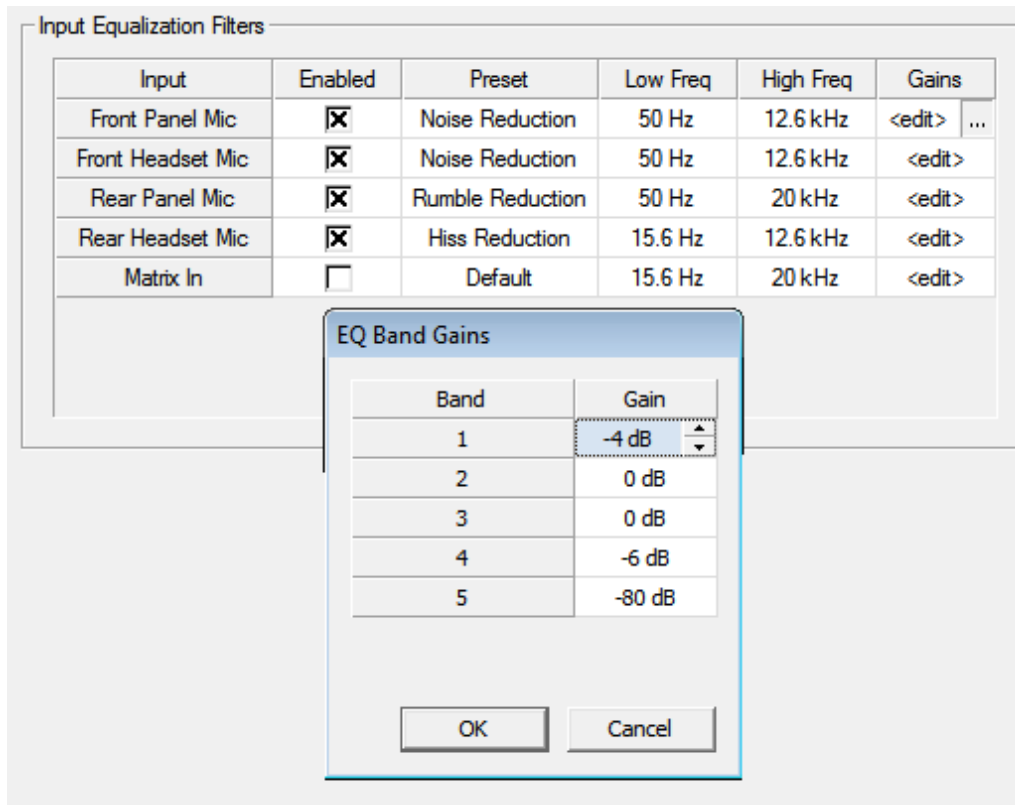 Input Equalization Filters
Input Enabled Preset Low Freq High Freq Gains
Front Panel Mic Noise Reduction 50 Hz 12.6 kHz <edit> ...
Front Headset Mic Noise Reduction 50 Hz 12.6 kHz <edit>
Rear Panel Mic Rumble Reduction 50 Hz 20 kHz <edit>
Rear Headset Mic Hiss Reduction 15.6 Hz 12.6 kHz <edit>
Matrix In Default 15.6 Hz 20 kHz <edit>
EQ Band Gains
Band Gain
1 -4 dB
2 0 dB
3 0 dB
4 -6 dB
5 -80 dB
OK Cancel